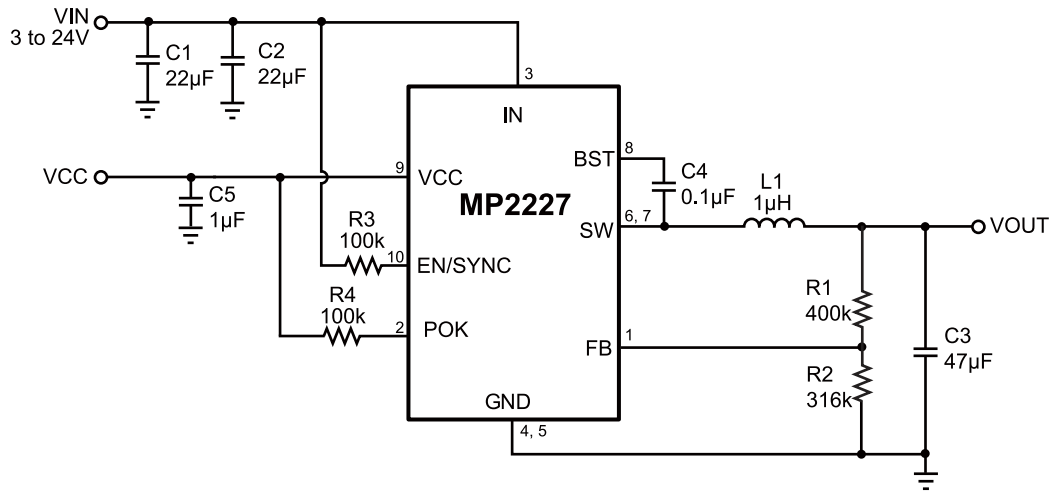 VIN
3 to 24V
C1
22µF
C2
22µF
3
IN
VCC
C5
1µF
9
VCC
MP2227
BST
8
C4
0.1µF
L1
1µH
SW
6, 7
VOUT
R3
100k
10
EN/SYNC
R4
100k
2
POK
FB
1
R1
400k
R2
316k
C3
47µF
GND
4, 5